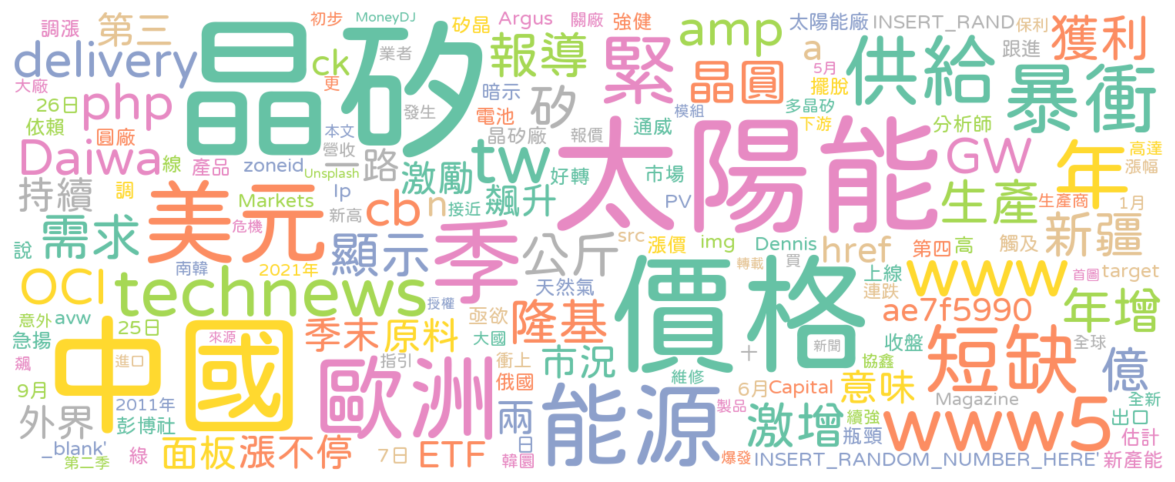 初步 MoneyDJ 矽晶 Argus 關廠 強健 太陽能廠 INSERT_RAND 保利
調漲 第三 晶矽 業者 報導 緊 amp a 跟進 獲利
delivery ck 更 暗示 矽 晶圓 5月 擺脫 供給 暴衝
大廠 php 發生 電池 多晶矽 模組 下游
26日 依賴 圓廠 本文 晶矽廠 報價 通威 太陽能 分析師 高達
Daiwa 線 產品 zoneid 營收 一路 激勵 tw 好轉 市場 GW 年 漲幅
Unsplash lp 接近 飆升 PV 生產 1月 生產商
持續 調 美元 Markets 新高 cb n 季 公斤 src 漲價 img Dennis href 第四 高 觸及 新疆
說 需求 危機 顯示 轉載 買 上線 www 首圖 target
南韓 2021年 天然氣 價格 連跌
OCI technews 授權 亟欲 隆基 ae7f5990 年增
意外 avw 25日 季末 原料 大國 收盤 全球
急揚 中國 來源 歐洲 指引 衝上 市況 十 新聞 協鑫 短缺 億
飆 進口 俄國 維修 6月 Capital 意味 全新
9月 2011年 兩 能源 製品 激增 Magazine www5 出口
外界 彭博社 日 續強 瓶頸 估計
_blank' 綠 面板 漲不停 7日 ETF 韓圜 爆發 INSERT_RANDOM_NUMBER_HERE' 新產能
第二季